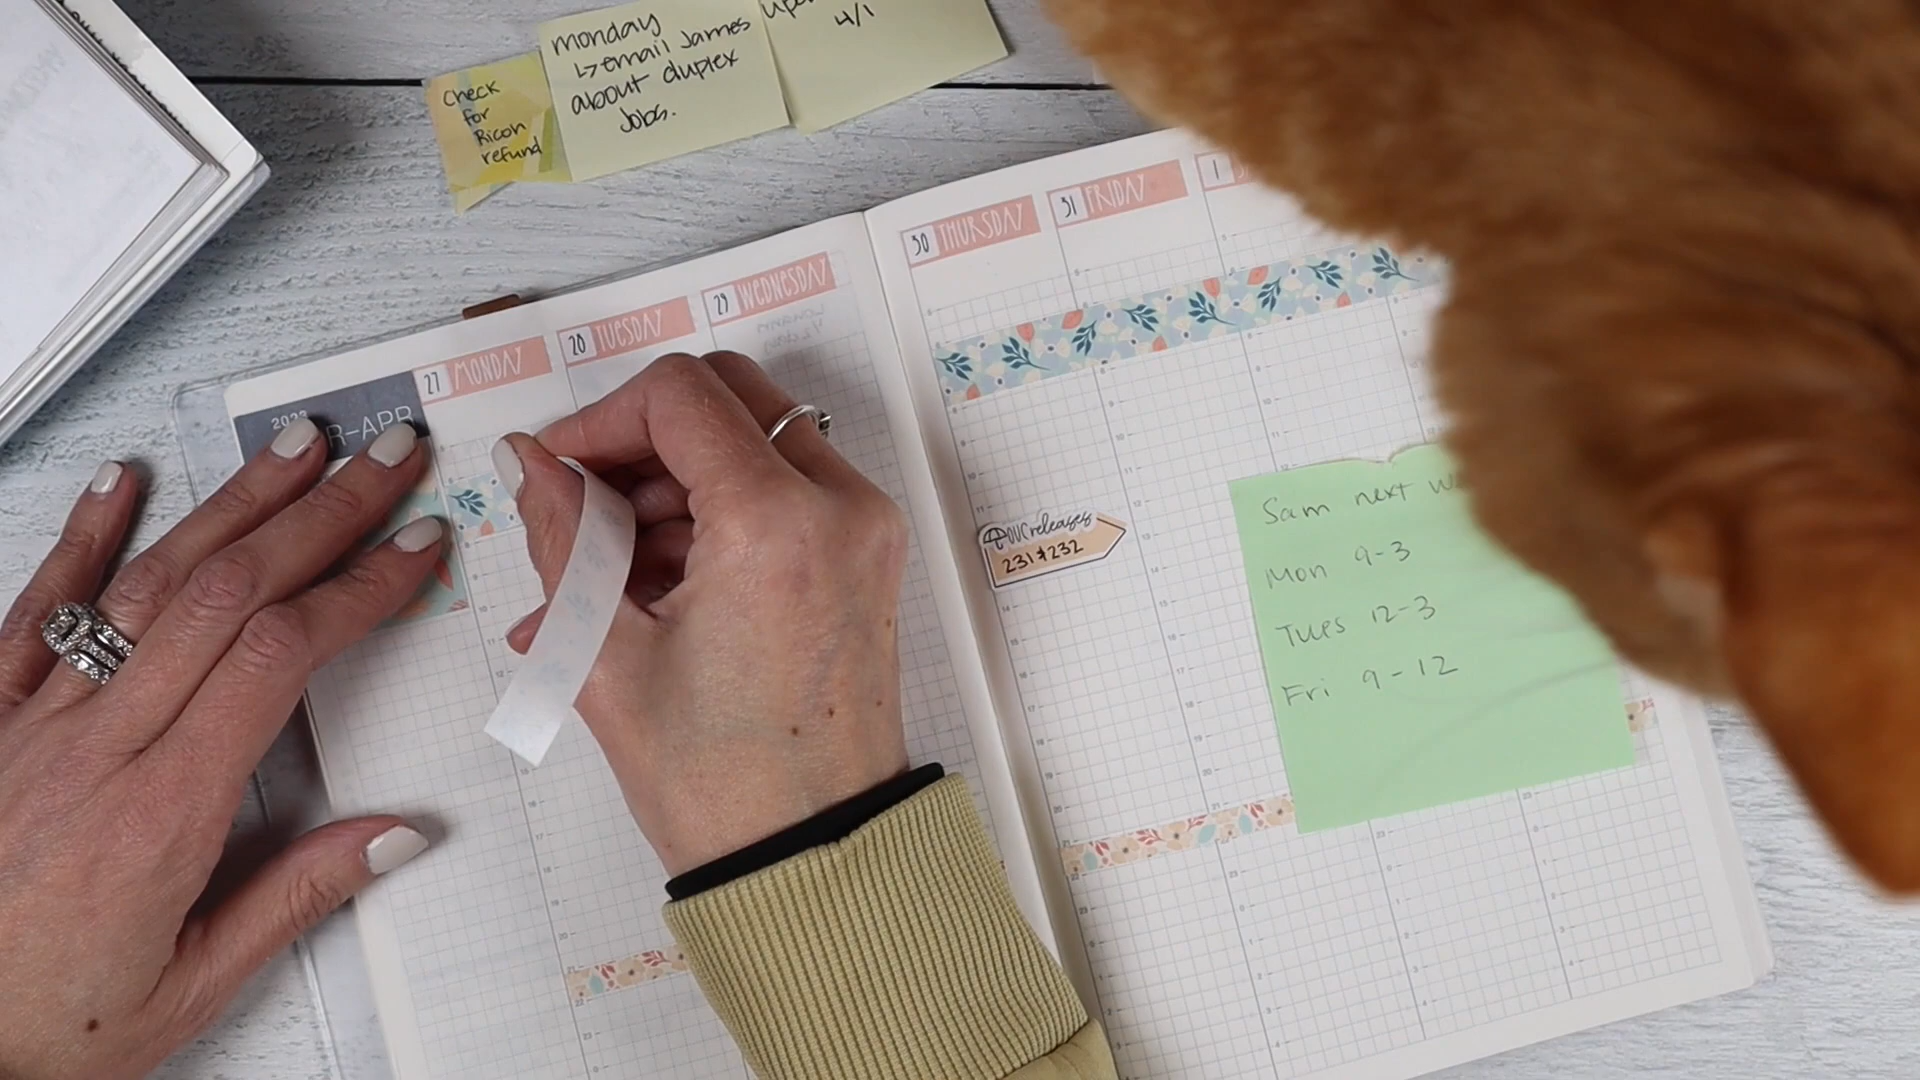 Check
for
Ricoh
refund
monday
↳email James
about duplex
Jobs.
4/1
27 MONDAY
28 TUESDAY
29 WEDNESDAY
30 THURSDAY
31 FRIDAY
1
2023
R-APR
OVC releases
231 & 232
Sam next
Mon 9-3
Tues 12-3
Fri 9-12